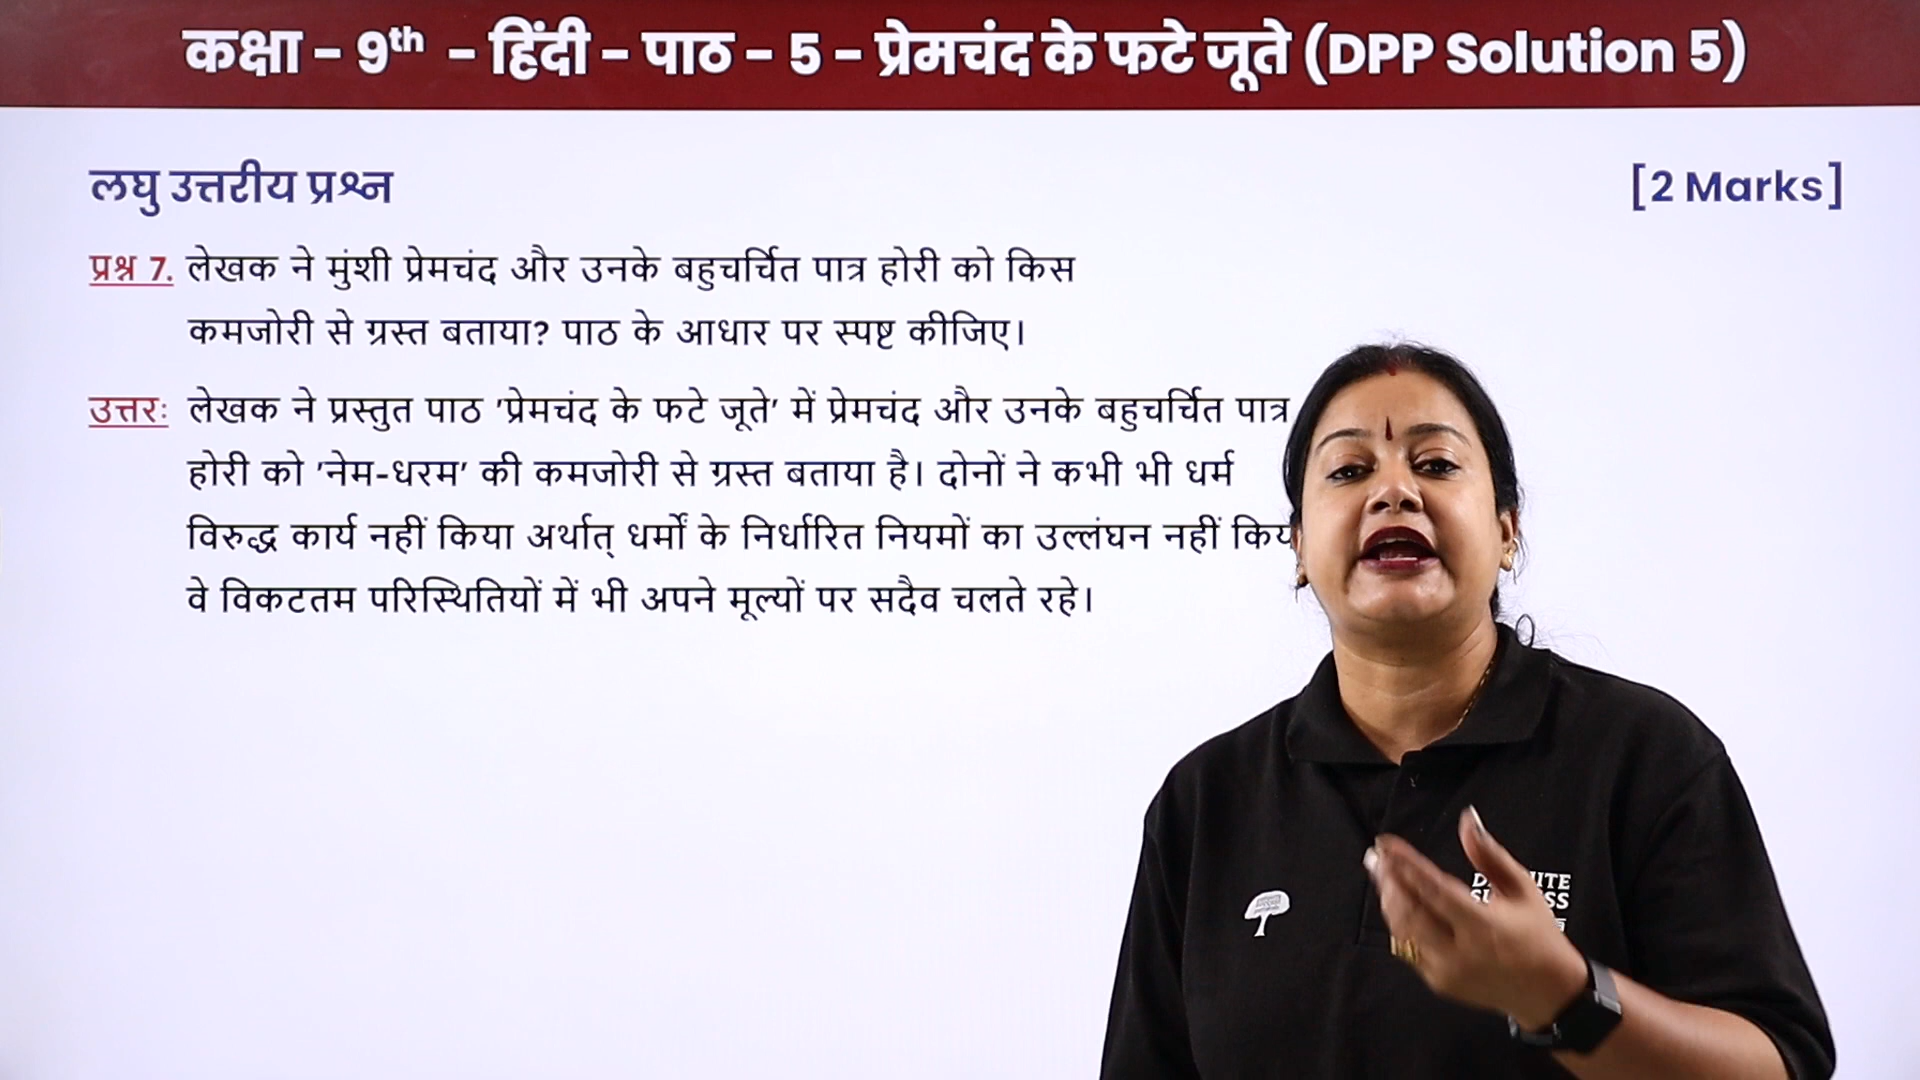 कक्षा – 9th – हिंदी – पाठ – 5 – प्रेमचंद के फटे जूते (DPP Solution 5)
लघु उत्तरीय प्रश्न [2 Marks]
प्रश्न 7. लेखक ने मुंशी प्रेमचंद और उनके बहुचर्चित पात्र होरी को किस
कमजोरी से ग्रस्त बताया? पाठ के आधार पर स्पष्ट कीजिए।
उत्तरः लेखक ने प्रस्तुत पाठ 'प्रेमचंद के फटे जूते' में प्रेमचंद और उनके बहुचर्चित पात्र
होरी को 'नेम-धरम' की कमजोरी से ग्रस्त बताया है। दोनों ने कभी भी धर्म
विरुद्ध कार्य नहीं किया अर्थात् धर्मों के निर्धारित नियमों का उल्लंघन नहीं
वे विकटतम परिस्थितियों में भी अपने मूल्यों पर सदैव चलते रहे।